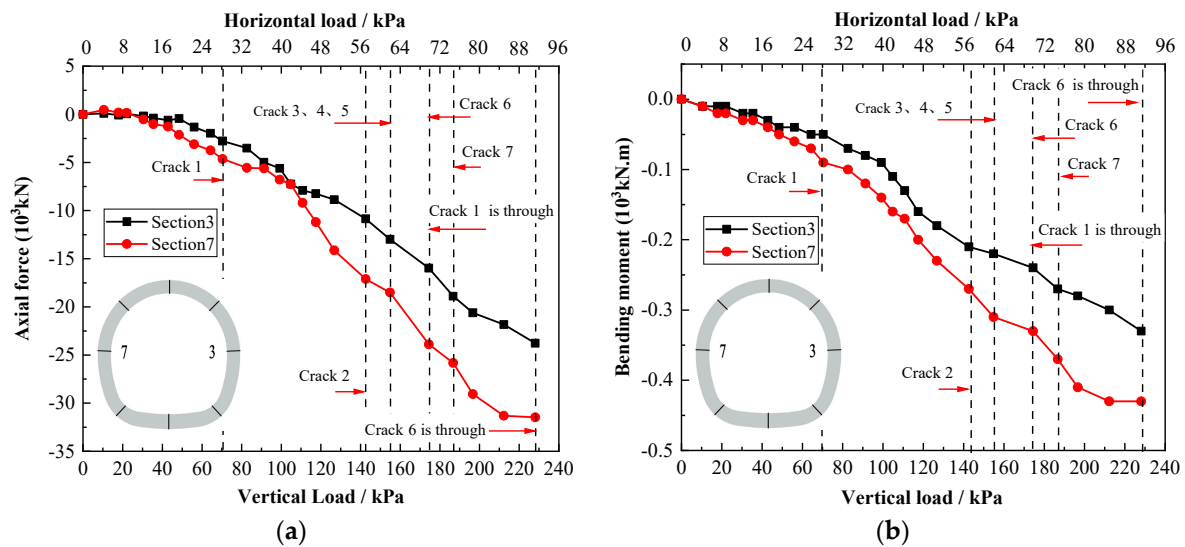 Horizontal load / kPa
0 8 16 24 32 40 48 56 64 72 80 88 96
5
0
-5
-10
-15
-20
-25
-30
-35
Axial force (10³kN)
Crack 3、4、5
Crack 6
Crack 7
Crack 1
Crack 1 is through
Section3
Section7
7 3
Crack 2
Crack 6 is through
0 20 40 60 80 100 120 140 160 180 200 220 240
Vertical Load / kPa
(a)
Horizontal load / kPa
0 8 16 24 32 40 48 56 64 72 80 88 96
0.0
-0.1
-0.2
-0.3
-0.4
-0.5
Bending moment (10³kN.m)
Crack 6 is through
Crack 3、4、5
Crack 6
Crack 7
Crack 1
Crack 1 is through
Section3
Section7
7 3
Crack 2
0 20 40 60 80 100 120 140 160 180 200 220 240
Vertical load / kPa
(b)